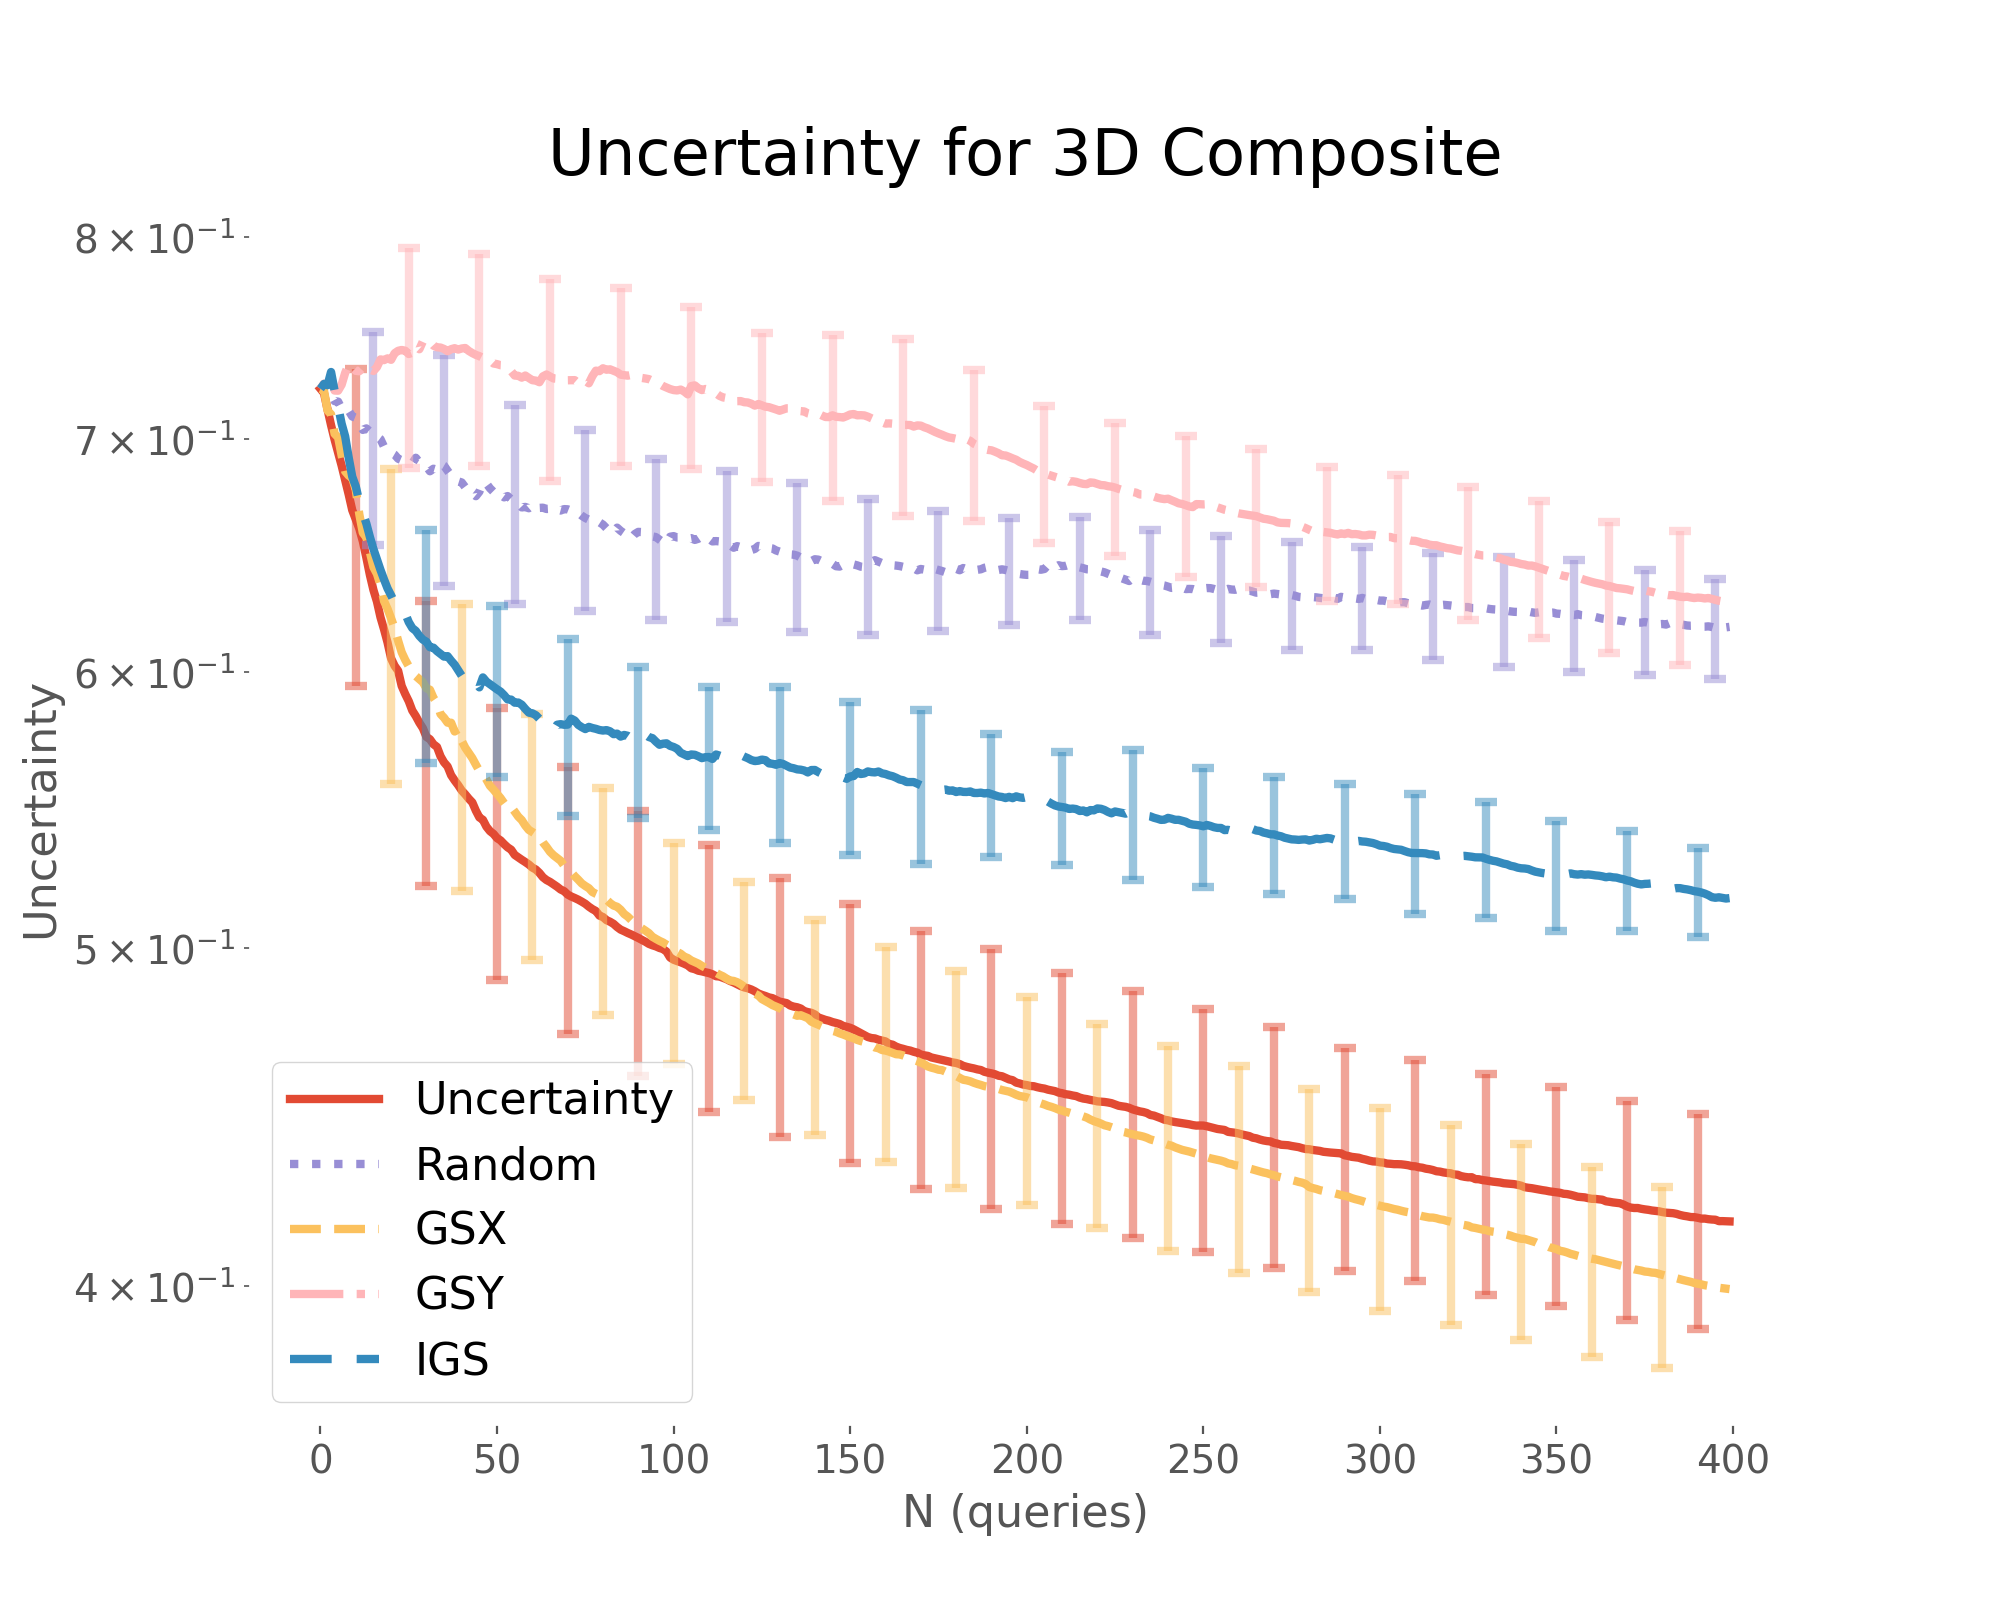 Uncertainty for 3D Composite
8 × 10⁻¹
7 × 10⁻¹
6 × 10⁻¹
5 × 10⁻¹
4 × 10⁻¹
Uncertainty
Uncertainty
Random
GSX
GSY
IGS
0 50 100 150 200 250 300 350 400
N (queries)